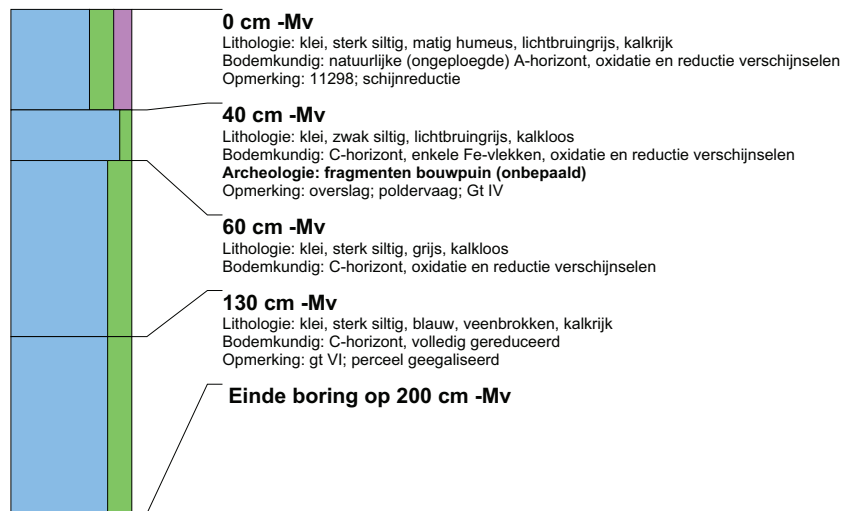 0 cm -Mv
Lithologie: klei, sterk siltig, matig humeus, lichtbruingrijs, kalkrijk
Bodemkundig: natuurlijke (ongeploegde) A-horizont, oxidatie en reductie verschijnselen
Opmerking: 11298; schijnreductie
40 cm -Mv
Lithologie: klei, zwak siltig, lichtbruingrijs, kalkloos
Bodemkundig: C-horizont, enkele Fe-vlekken, oxidatie en reductie verschijnselen
Archeologie: fragmenten bouwpuin (onbepaald)
Opmerking: overslag; poldervaag; Gt IV
60 cm -Mv
Lithologie: klei, sterk siltig, grijs, kalkloos
Bodemkundig: C-horizont, oxidatie en reductie verschijnselen
130 cm -Mv
Lithologie: klei, sterk siltig, blauw, veenbrokken, kalkrijk
Bodemkundig: C-horizont, volledig gereduceerd
Opmerking: gt VI; perceel geegaliseerd
Einde boring op 200 cm -Mv